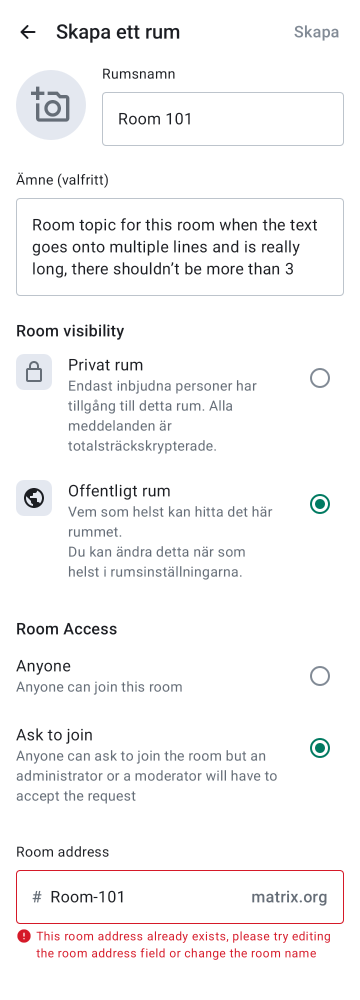 Skapa ett rum
Skapa
Rumsnamn
Room 101
Ämne (valfritt)
Room topic for this room when the text
goes onto multiple lines and is really
long, there shouldn't be more than 3
Room visibility
Privat rum
Endast inbjudna personer har
tillgång till detta rum. Alla
meddelanden är
totalsträckskrypterade.
Offentligt rum
Vem som helst kan hitta det här
rummet.
Du kan ändra detta när som
helst i rumsinställningarna.
Room Access
Anyone
Anyone can join this room
Ask to join
Anyone can ask to join the room but an
administrator or a moderator will have to
accept the request
Room address
# Room-101 matrix.org
This room address already exists, please try editing
the room address field or change the room name